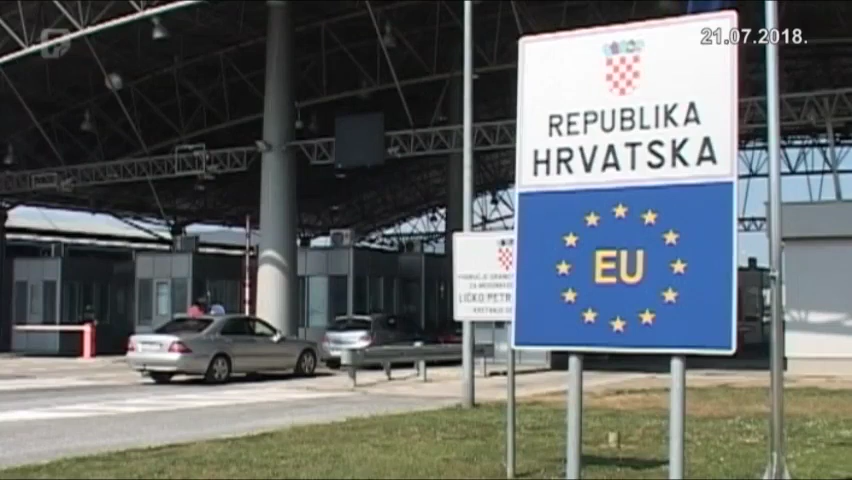 21.07.2018.
REPUBLIKA
HRVATSKA
EU
LIČKO PETR